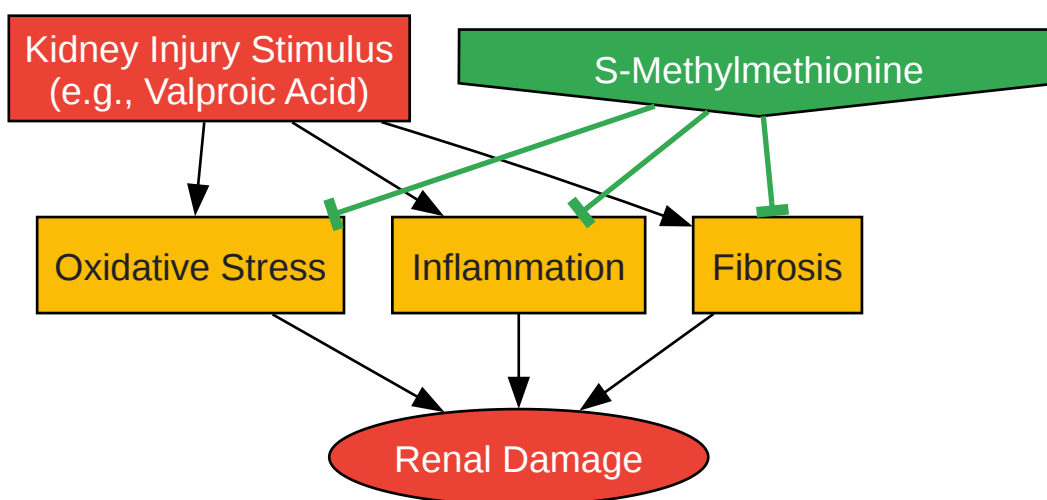 Kidney Injury Stimulus
(e.g., Valproic Acid)
S-Methylmethionine
Oxidative Stress
Inflammation
Fibrosis
Renal Damage